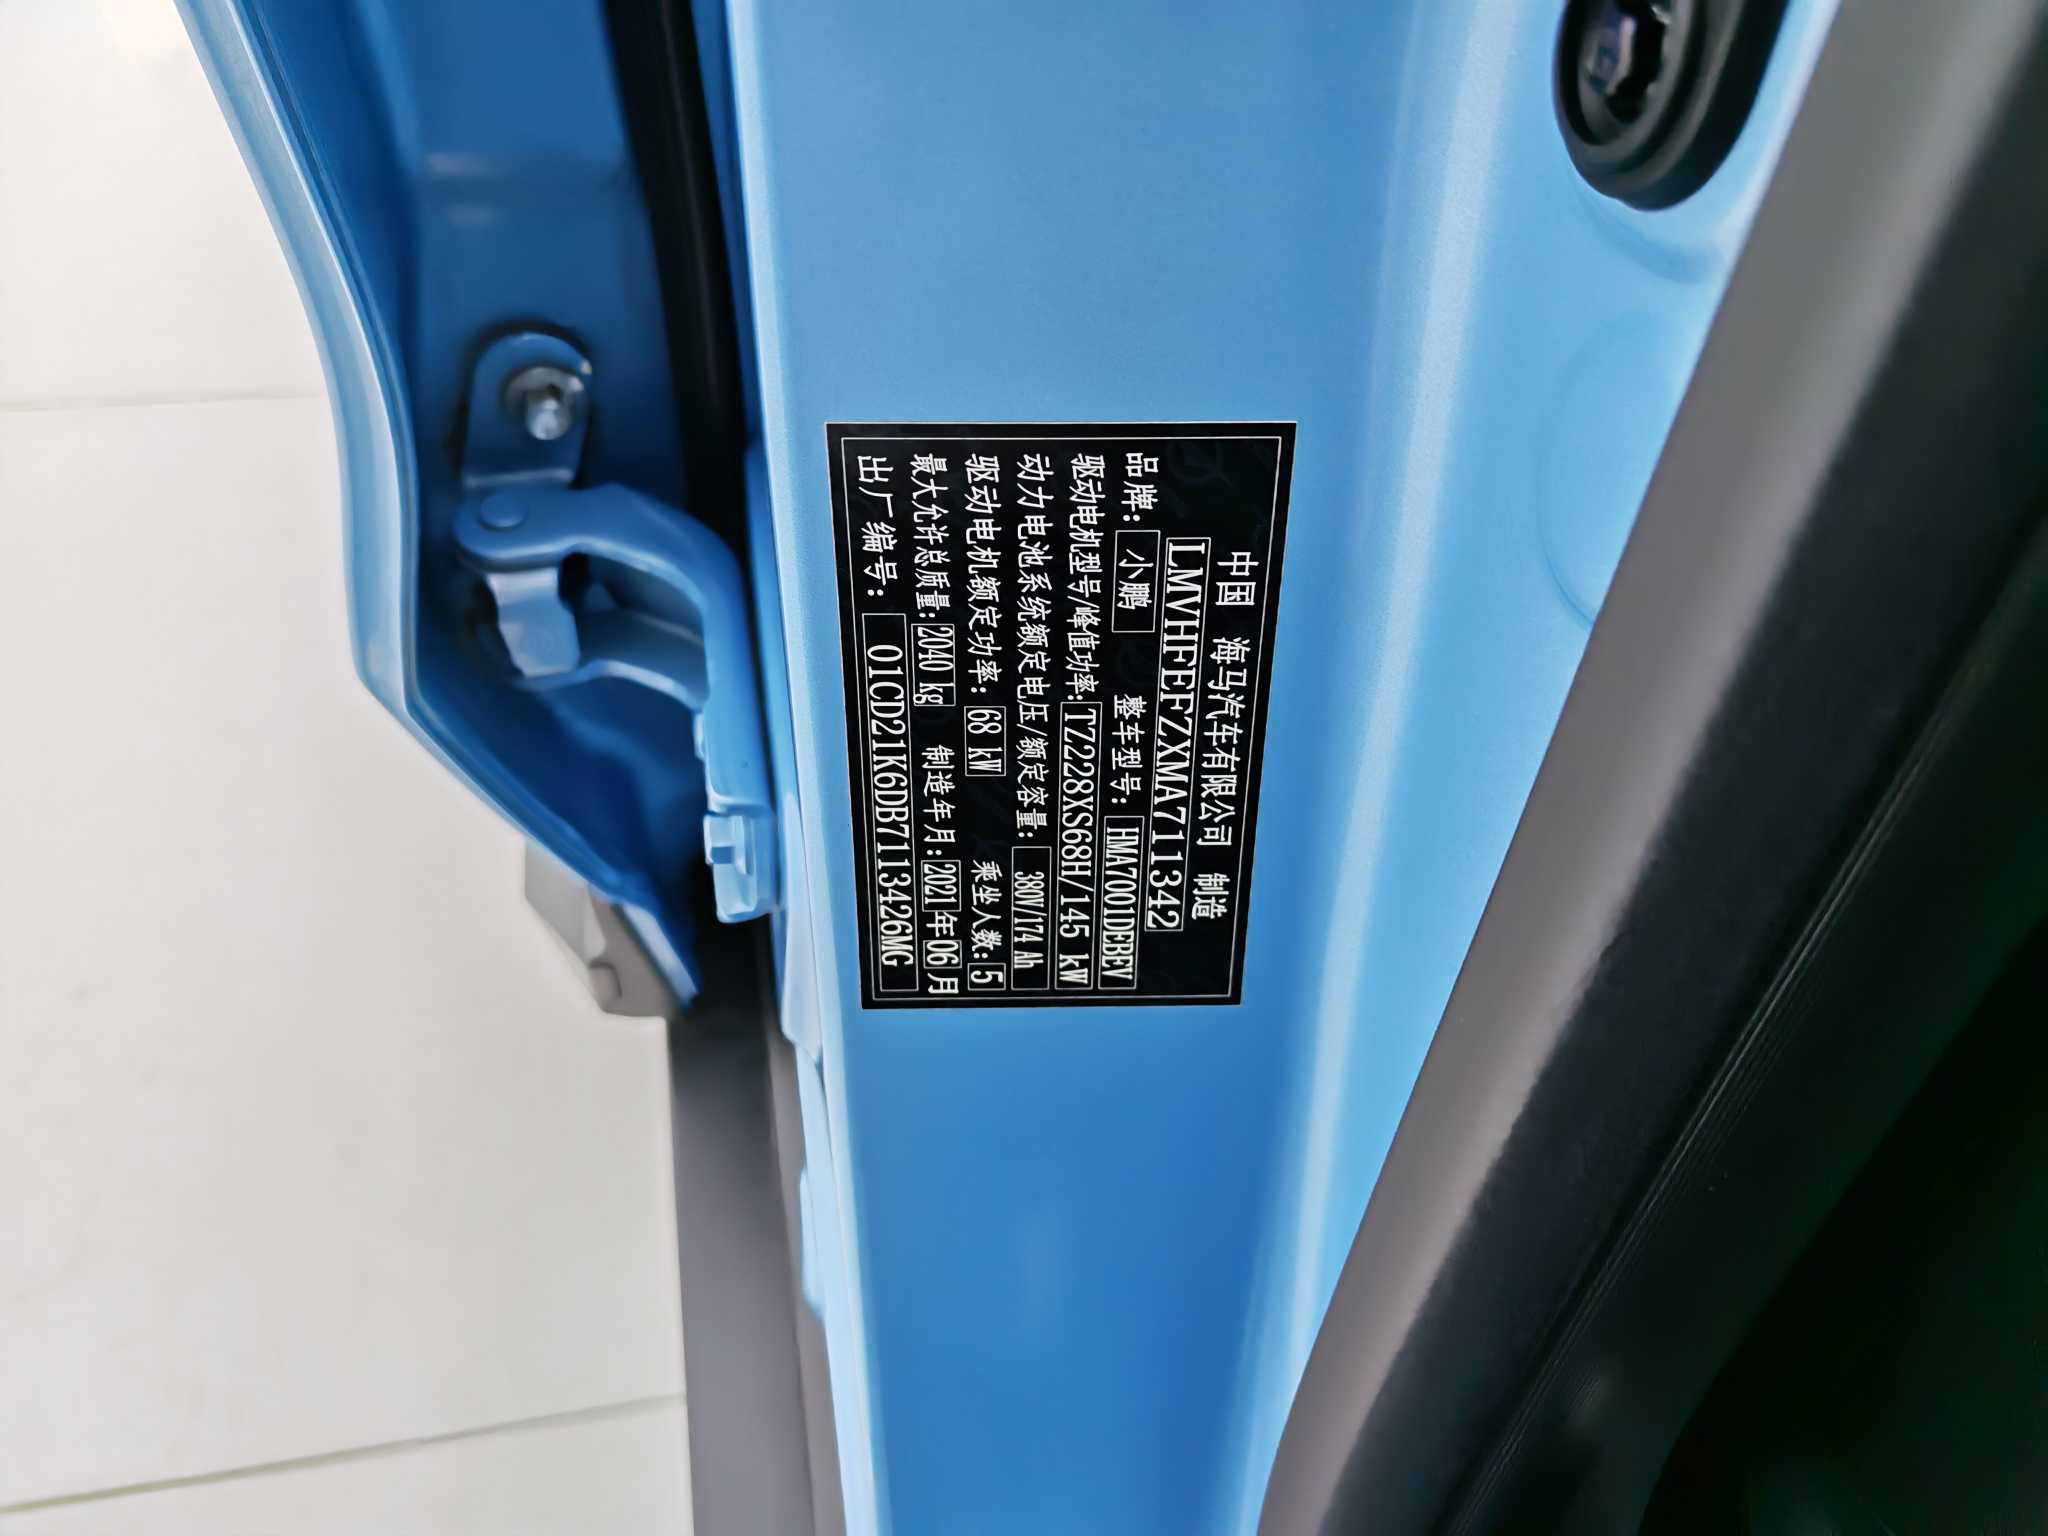 中国 海马汽车有限公司 制造
LMVHFEFZXMA711342
品牌: 小鹏 整车型号: HMA7001DEBEV
驱动电机型号/峰值功率: TZ228XS68H/145 kW
动力电池系统额定电压/额定容量: 380V/174 Ah
驱动电机额定功率: 68 kW 乘坐人数: 5
最大允许总质量: 2040 kg 制造年月: 2021年06月
出厂编号: 01CD21K6DB7113426MG